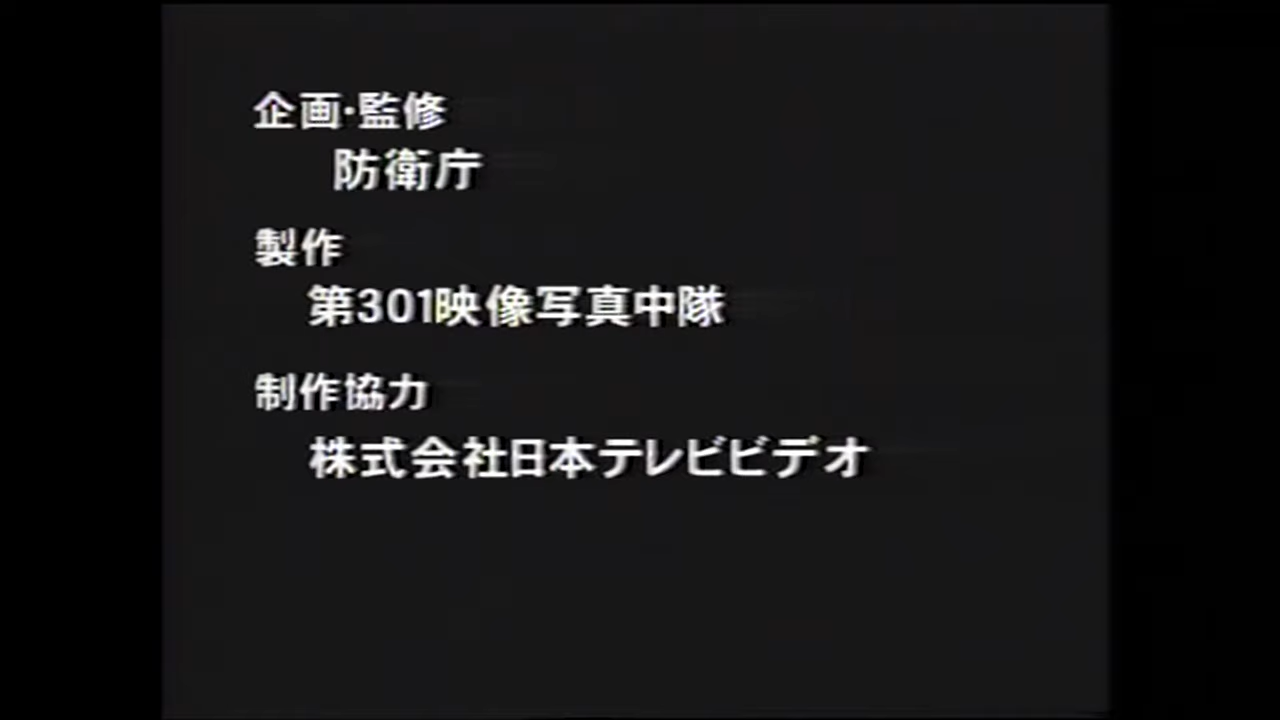 企画・監修
防衛庁
製作
第301映像写真中隊
制作協力
株式会社日本テレビビデオ